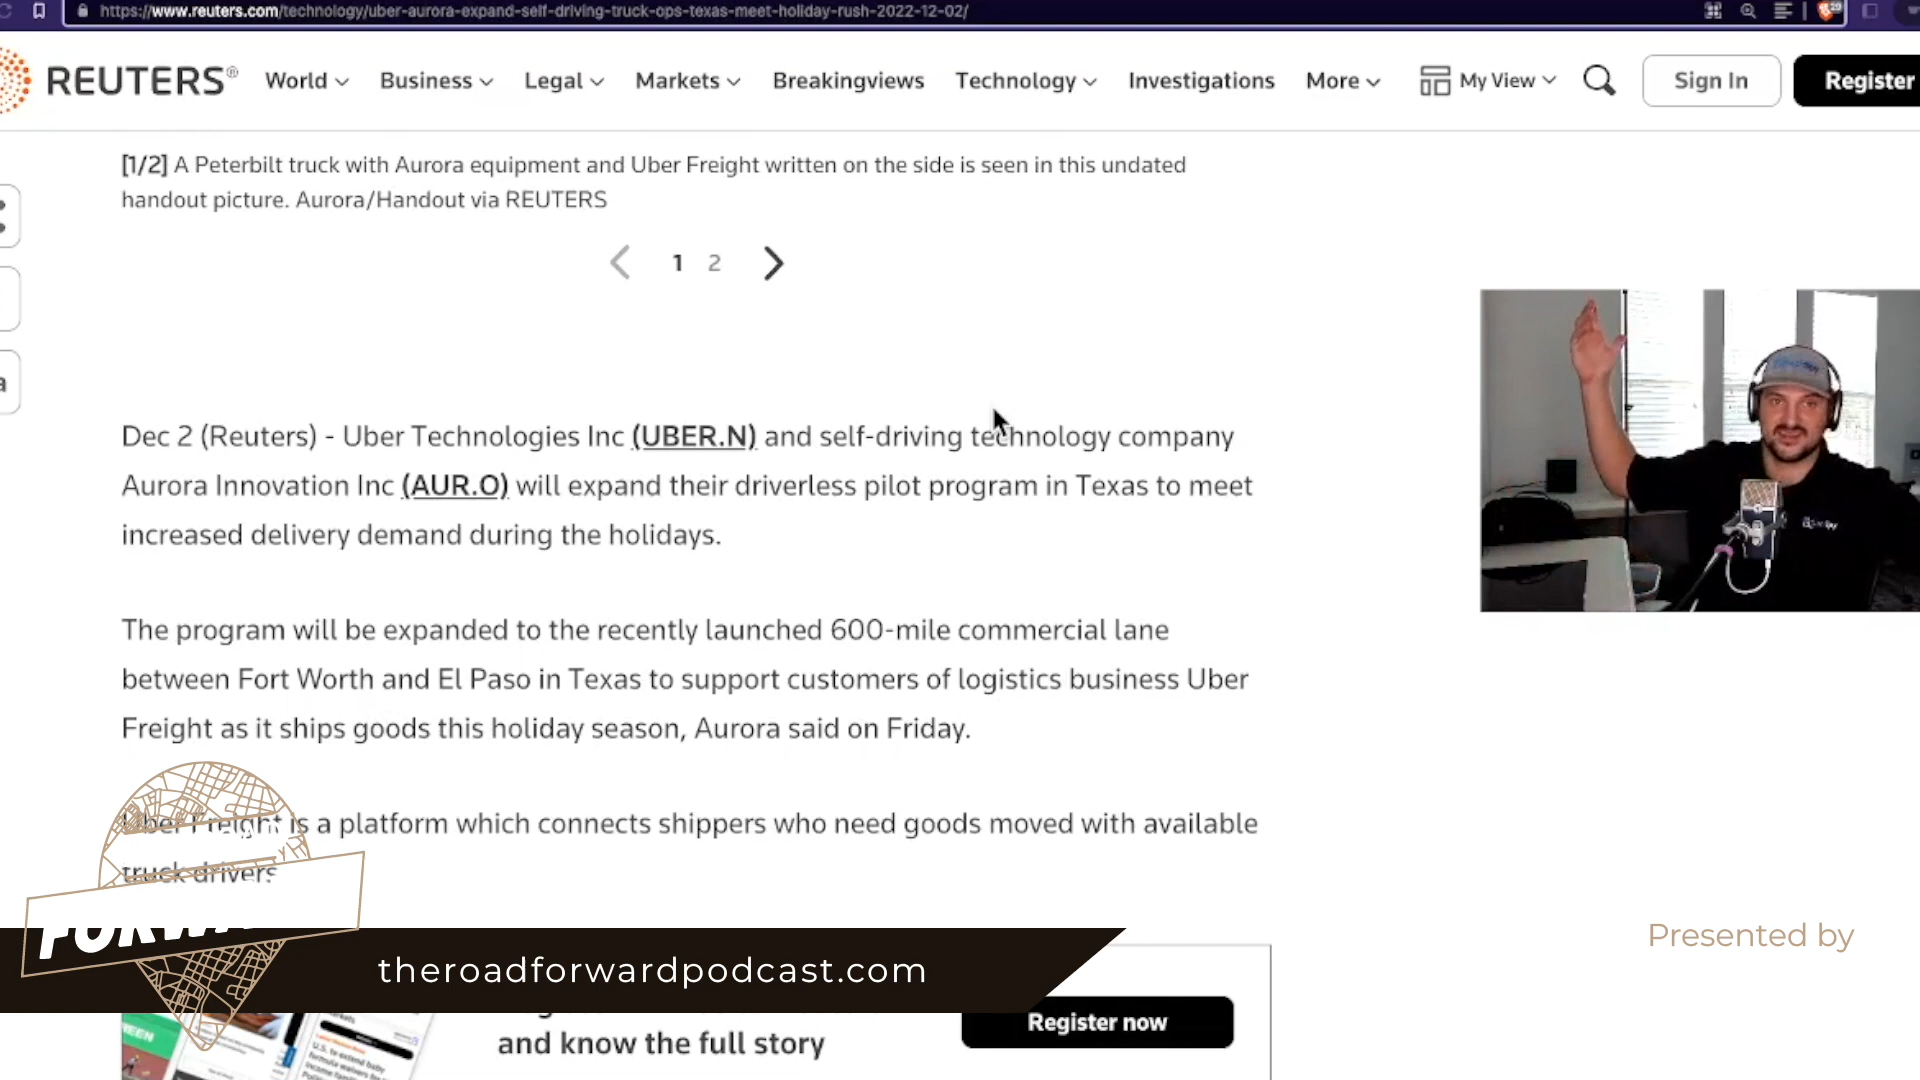 https://www.reuters.com/technology/uber-aurora-expand-self-driving-truck-ops-texas-meet-holiday-rush-2022-12-02/
REUTERS® World Business Legal Markets Breakingviews Technology Investigations More My View Sign In Register
[1/2] A Peterbilt truck with Aurora equipment and Uber Freight written on the side is seen in this undated
handout picture. Aurora/Handout via REUTERS
1 2
Dec 2 (Reuters) - Uber Technologies Inc (UBER.N) and self-driving technology company
Aurora Innovation Inc (AUR.O) will expand their driverless pilot program in Texas to meet
increased delivery demand during the holidays.
The program will be expanded to the recently launched 600-mile commercial lane
between Fort Worth and El Paso in Texas to support customers of logistics business Uber
Freight as it ships goods this holiday season, Aurora said on Friday.
Uber Freight is a platform which connects shippers who need goods moved with available
truck drivers
Presented by
theroadforwardpodcast.com
Register now
and know the full story